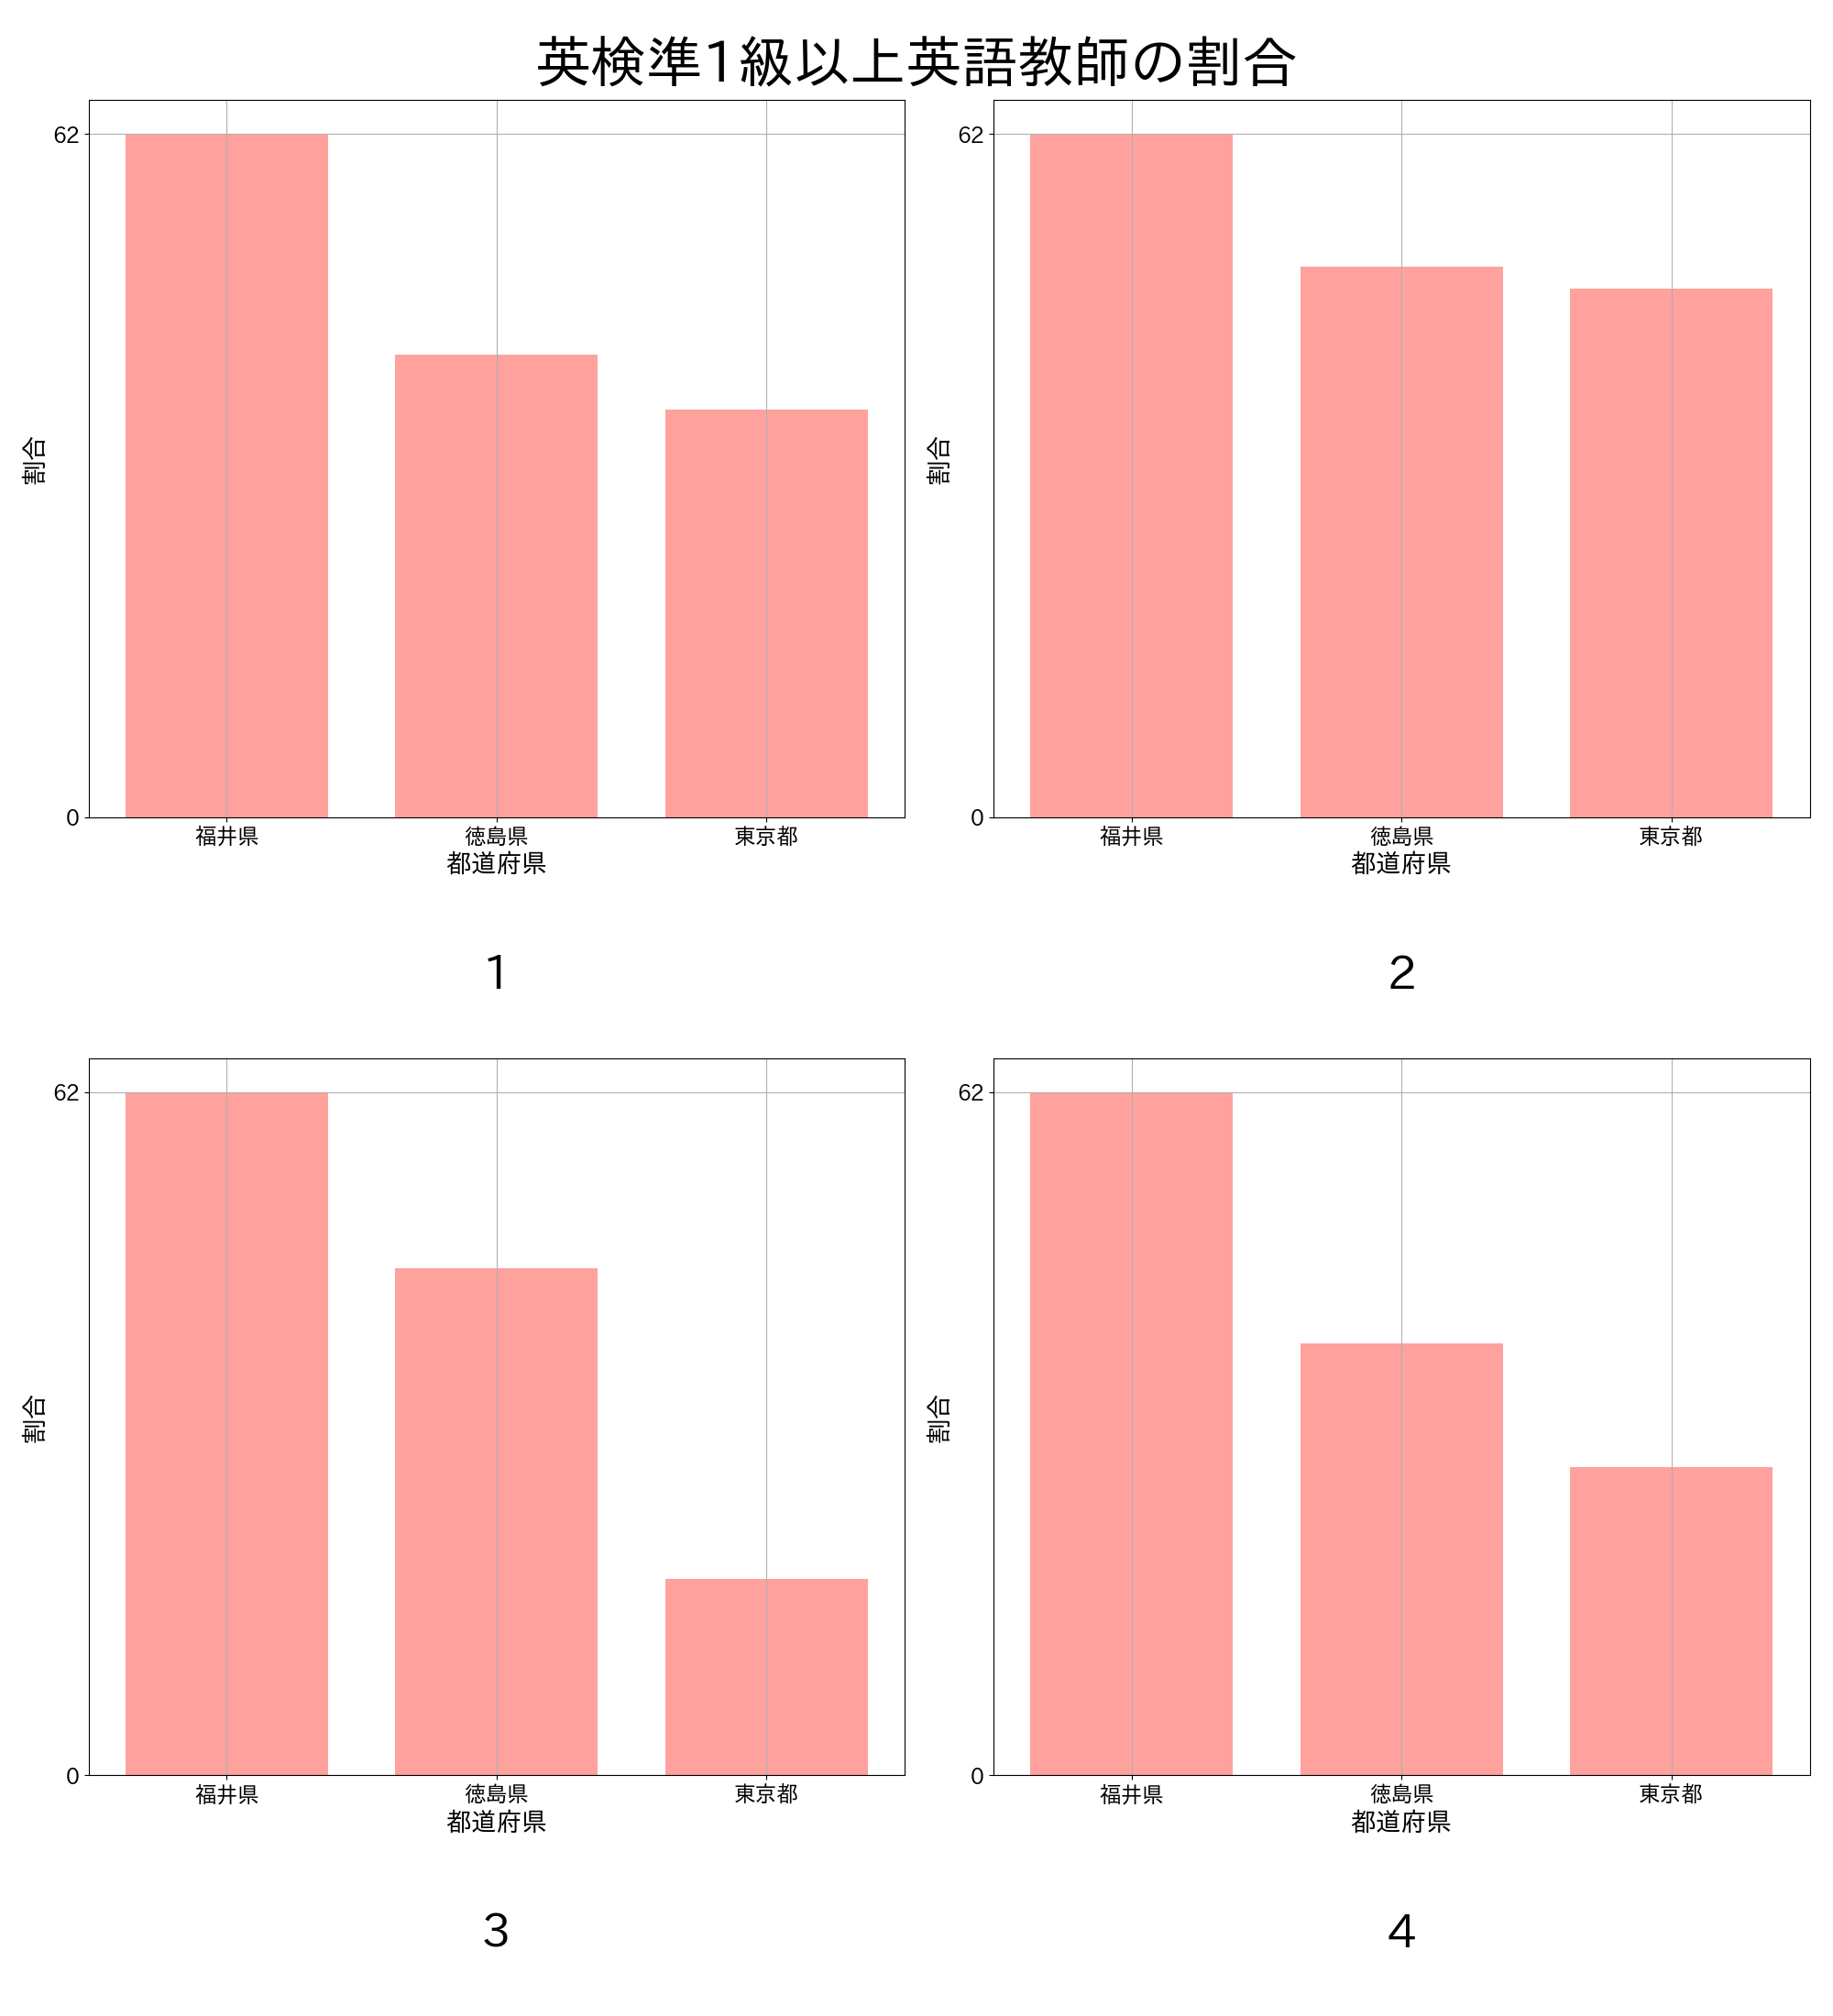 英検準1級以上英語教師の割合
62
割合
0
福井県 徳島県 東京都
都道府県
1
62
割合
0
福井県 徳島県 東京都
都道府県
2
62
割合
0
福井県 徳島県 東京都
都道府県
3
62
割合
0
福井県 徳島県 東京都
都道府県
4